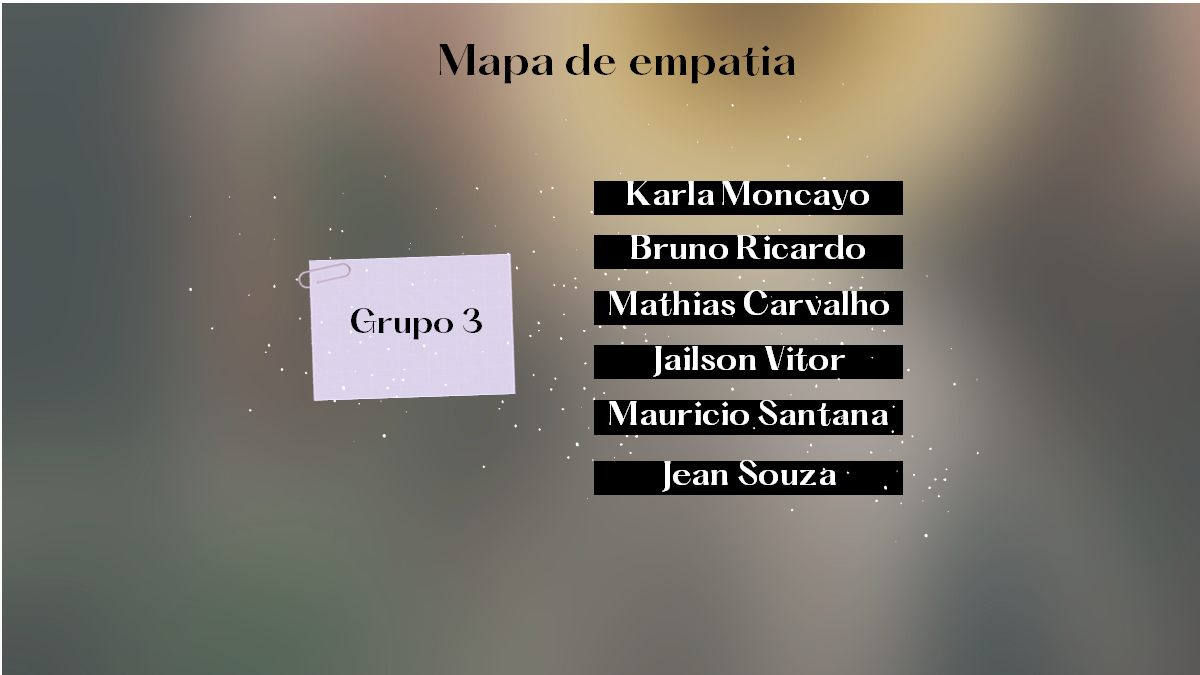 Mapa de empatia
Grupo 3
Karla Moncayo
Bruno Ricardo
Mathias Carvalho
Jailson Vitor
Mauricio Santana
Jean Souza